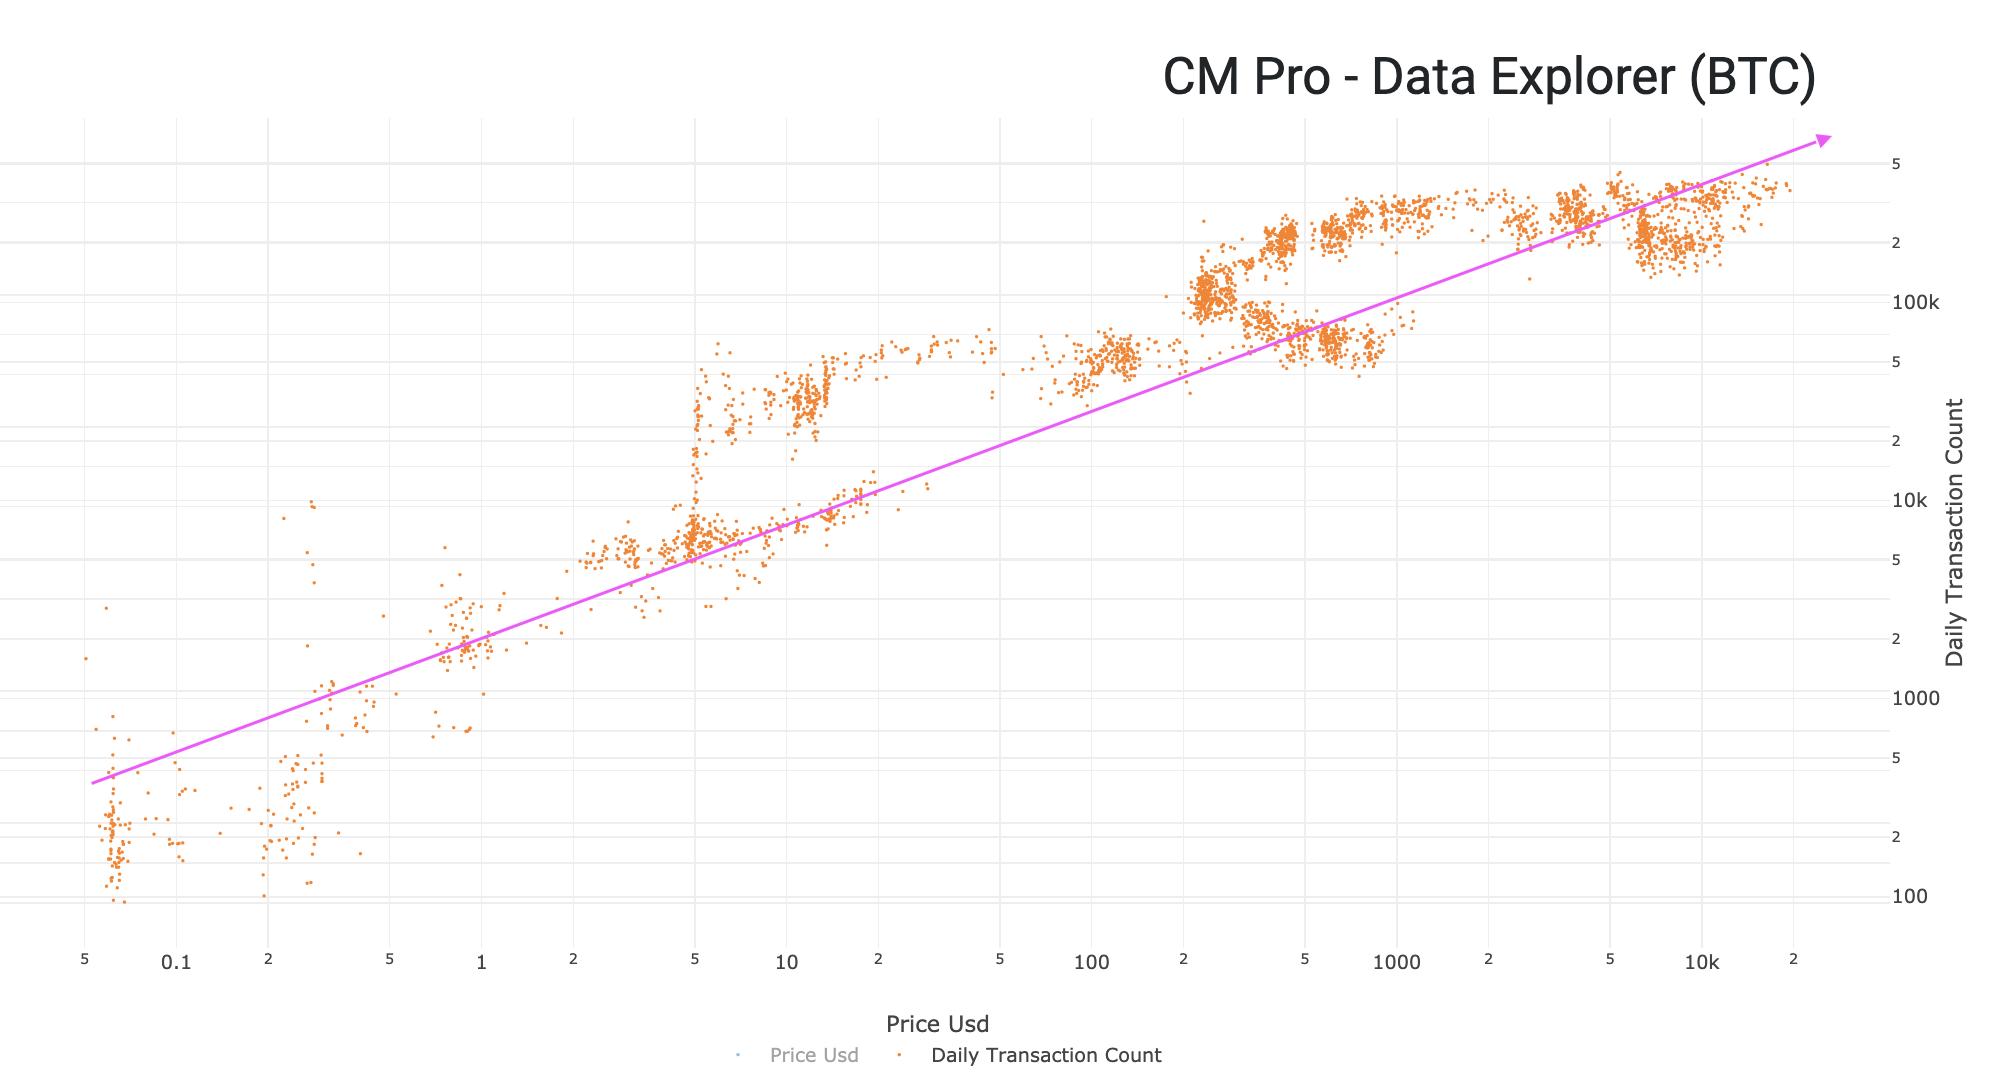 CM Pro - Data Explorer (BTC)
5
2
100k
5
2
10k
5
2
1000
5
2
100
Daily Transaction Count
5 0.1 2 5 1 2 5 10 2 5 100 2 5 1000 2 5 10k 2
Price Usd
Price Usd Daily Transaction Count